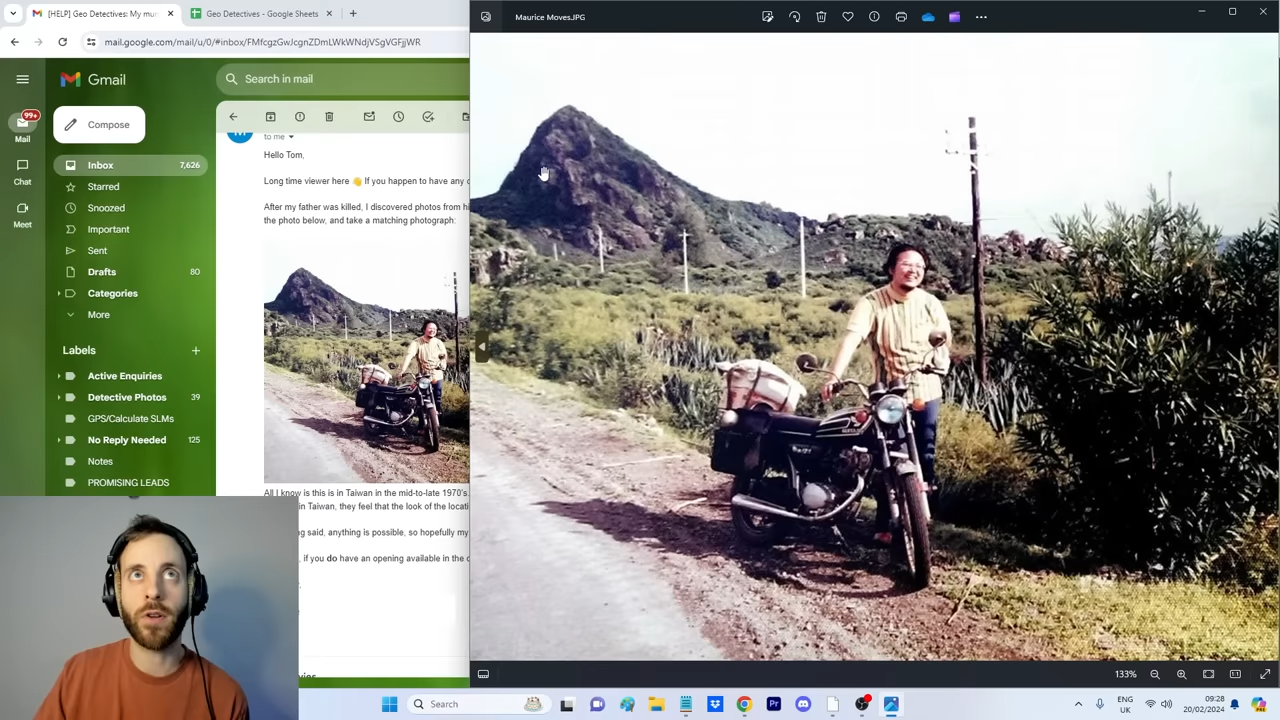 [HELP] Geo Detectives: My mu
Geo Detectives - Google Sheets
mail.google.com/mail/u/0/#inbox/FMfcgzGwJcgnZDmLWkWNdjVSgVGFjjWR
Maurice Moves.JPG
99+
Mail
Chat
Meet
Gmail
Compose
Inbox 7,626
Starred
Snoozed
Important
Sent
Drafts 80
Categories
More
Labels
Active Enquiries
Detective Photos 39
GPS/Calculate SLMs
No Reply Needed 125
Notes
PROMISING LEADS
Search in mail
to me
Hello Tom,
Long time viewer here 👋 If you happen to have any
After my father was killed, I discovered photos from
the photo below, and take a matching photograph:
All I know is this is in Taiwan in the mid-to-late 1970's.
in Taiwan, they feel that the look of the
said, anything is possible, so hopefully my
if you do have an opening available in the
133%
Search
ENG
UK
09:28
20/02/2024